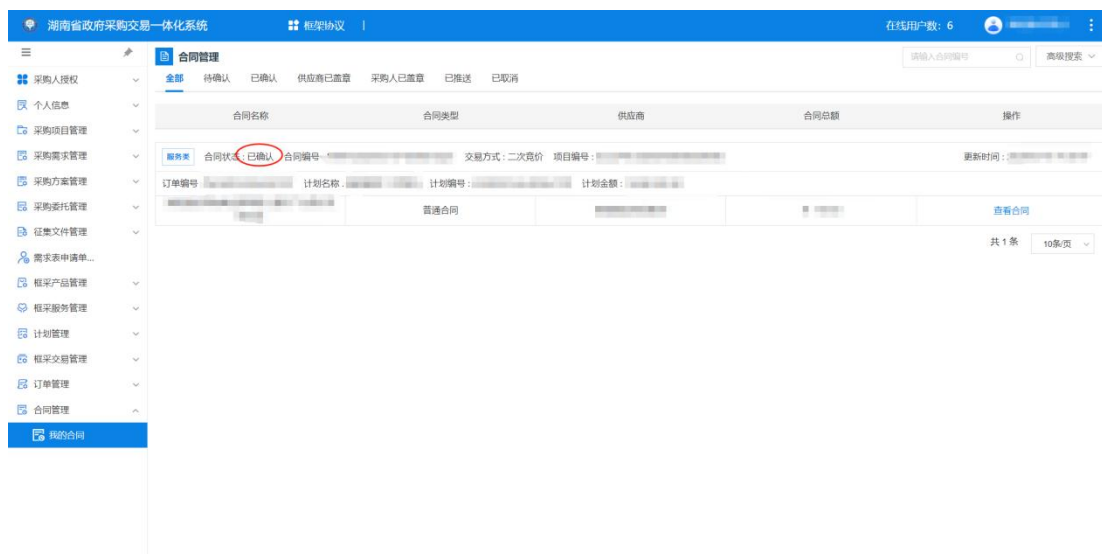 湖南省政府采购交易一体化系统 框架协议 在线用户数：6
合同管理 请输入合同编号 高级搜索
采购人授权
个人信息
采购项目管理
采购需求管理
采购方案管理
采购委托管理
征集文件管理
需求表申请单...
框采产品管理
框采服务管理
计划管理
框采交易管理
订单管理
合同管理
我的合同
全部 待确认 已确认 供应商已盖章 采购人已盖章 已推送 已取消
合同名称 合同类型 供应商 合同总额 操作
服务类 合同状态：已确认 合同编号 交易方式：二次竞价 项目编号： 更新时间：
订单编号 计划名称： 计划编号： 计划金额：
普通合同 查看合同
共 1 条 10条/页